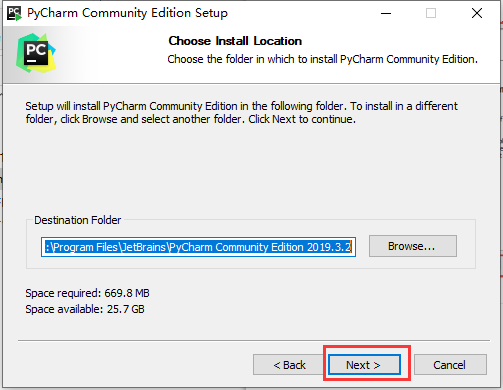 PyCharm Community Edition Setup
PC
Choose Install Location
Choose the folder in which to install PyCharm Community Edition.
Setup will install PyCharm Community Edition in the following folder. To install in a different
folder, click Browse and select another folder. Click Next to continue.
Destination Folder
:\Program Files\JetBrains\PyCharm Community Edition 2019.3.2
Browse...
Space required: 669.8 MB
Space available: 25.7 GB
< Back
Next >
Cancel